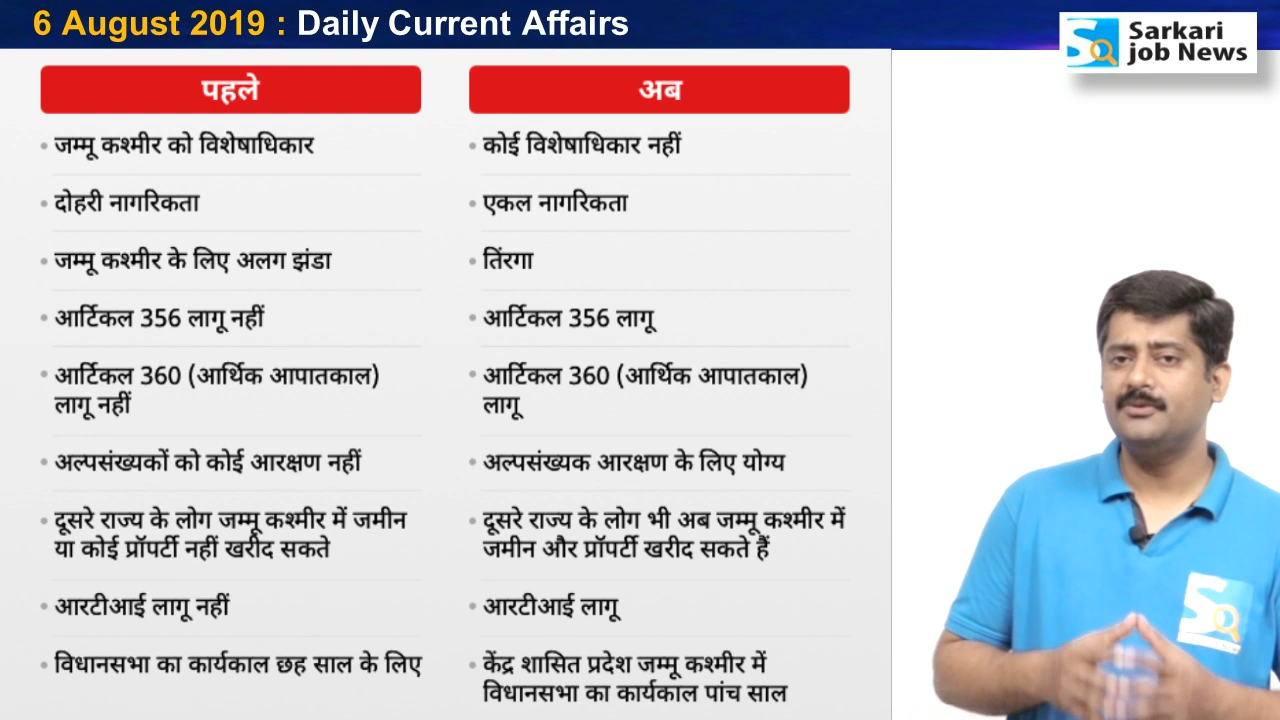 6 August 2019 : Daily Current Affairs
Sarkari
job News
पहले
अब
• जम्मू कश्मीर को विशेषाधिकार
• कोई विशेषाधिकार नहीं
• दोहरी नागरिकता
• एकल नागरिकता
• जम्मू कश्मीर के लिए अलग झंडा
• तिंरगा
• आर्टिकल 356 लागू नहीं
• आर्टिकल 356 लागू
• आर्टिकल 360 (आर्थिक आपातकाल)
लागू नहीं
• आर्टिकल 360 (आर्थिक आपातकाल)
लागू
• अल्पसंख्यकों को कोई आरक्षण नहीं
• अल्पसंख्यक आरक्षण के लिए योग्य
• दूसरे राज्य के लोग जम्मू कश्मीर में जमीन
या कोई प्रॉपर्टी नहीं खरीद सकते
• दूसरे राज्य के लोग भी अब जम्मू कश्मीर में
जमीन और प्रॉपर्टी खरीद सकते हैं
• आरटीआई लागू नहीं
• आरटीआई लागू
• विधानसभा का कार्यकाल छह साल के लिए
• केंद्र शासित प्रदेश जम्मू कश्मीर में
विधानसभा का कार्यकाल पांच साल